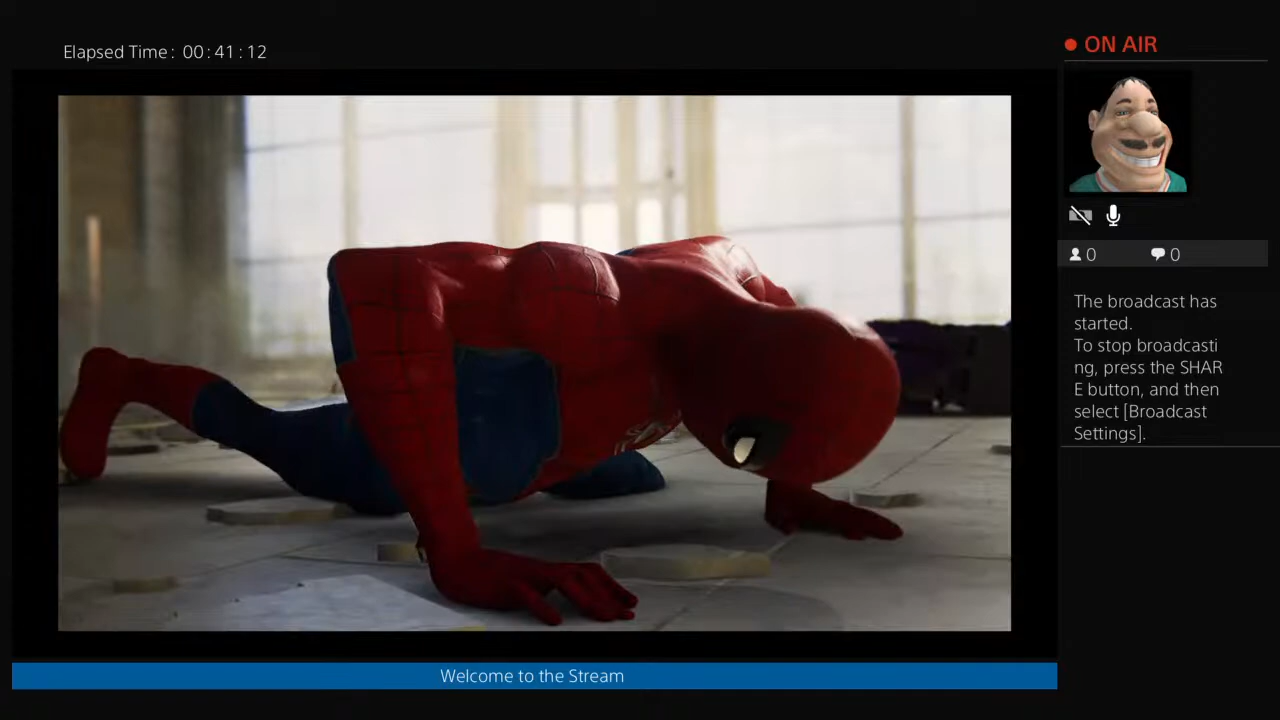 Elapsed Time: 00:41:12
ON AIR
0 0
The broadcast has
started.
To stop broadcasti
ng, press the SHAR
E button, and then
select [Broadcast
Settings].
Welcome to the Stream